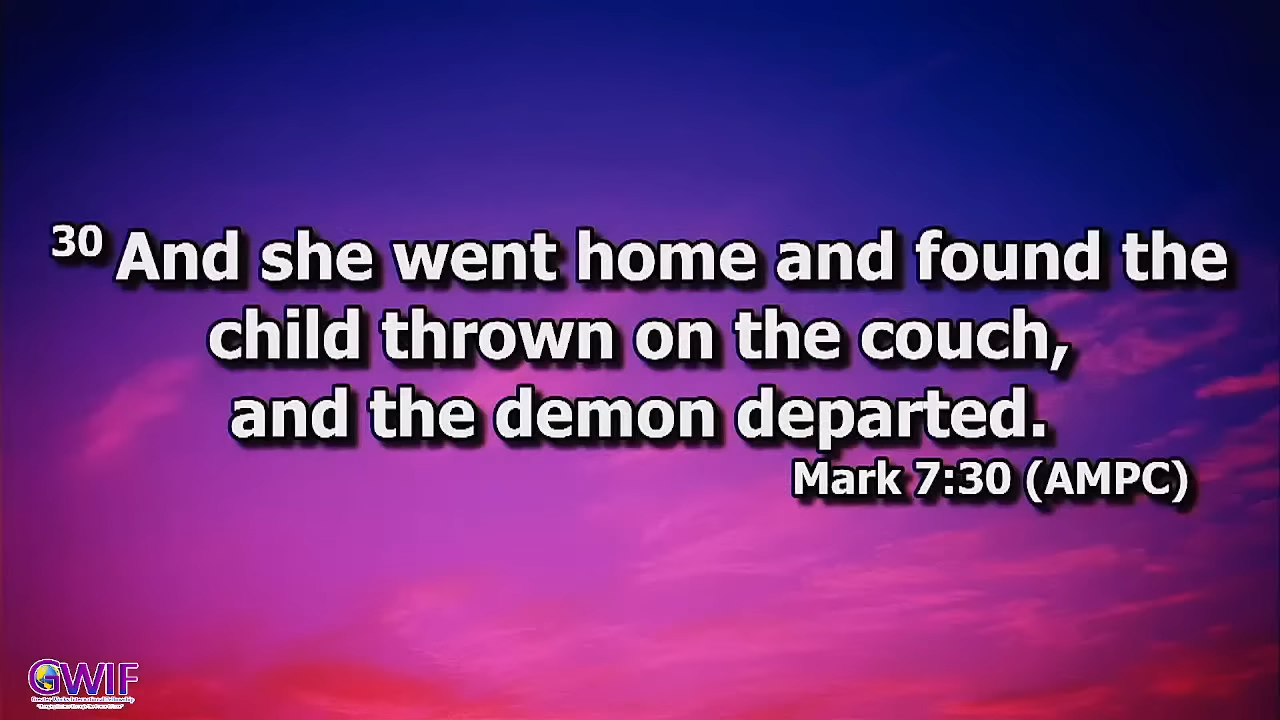 30 And she went home and found the
child thrown on the couch,
and the demon departed.
Mark 7:30 (AMPC)
GWIF